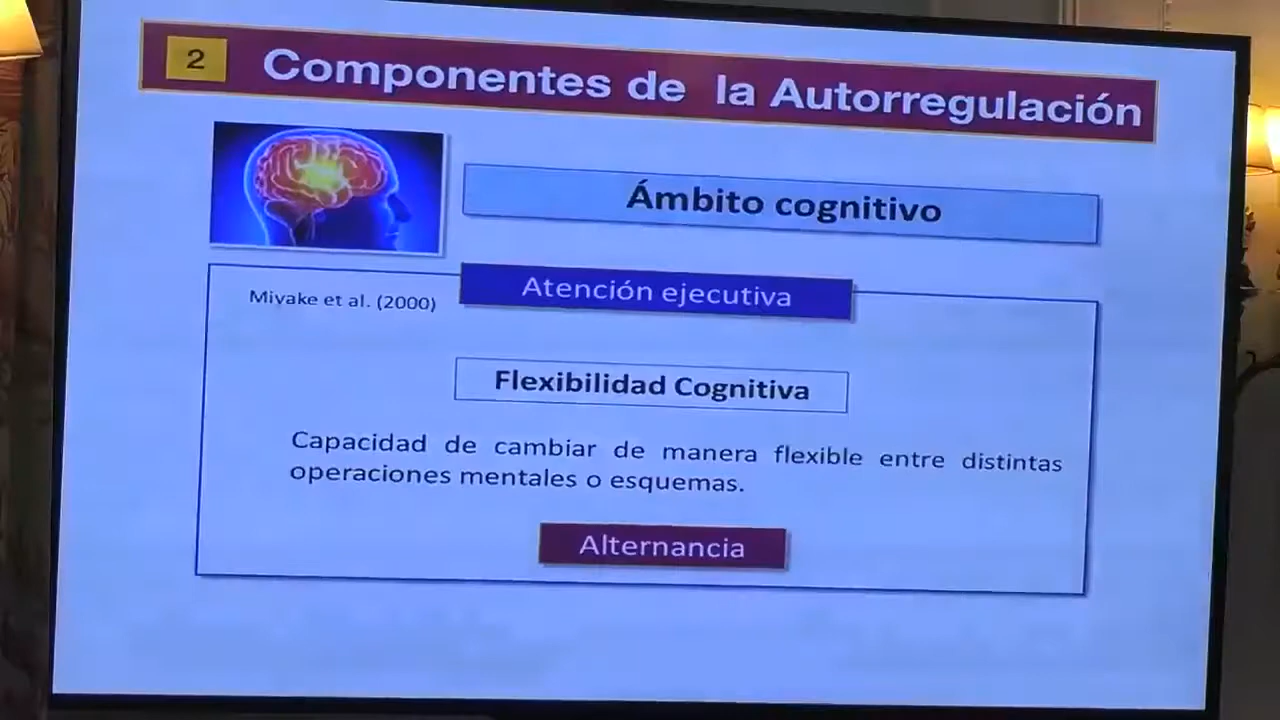 2
Componentes de la Autorregulación
Ámbito cognitivo
Atención ejecutiva
Miyake et al. (2000)
Flexibilidad Cognitiva
Capacidad de cambiar de manera flexible entre distintas
operaciones mentales o esquemas.
Alternancia